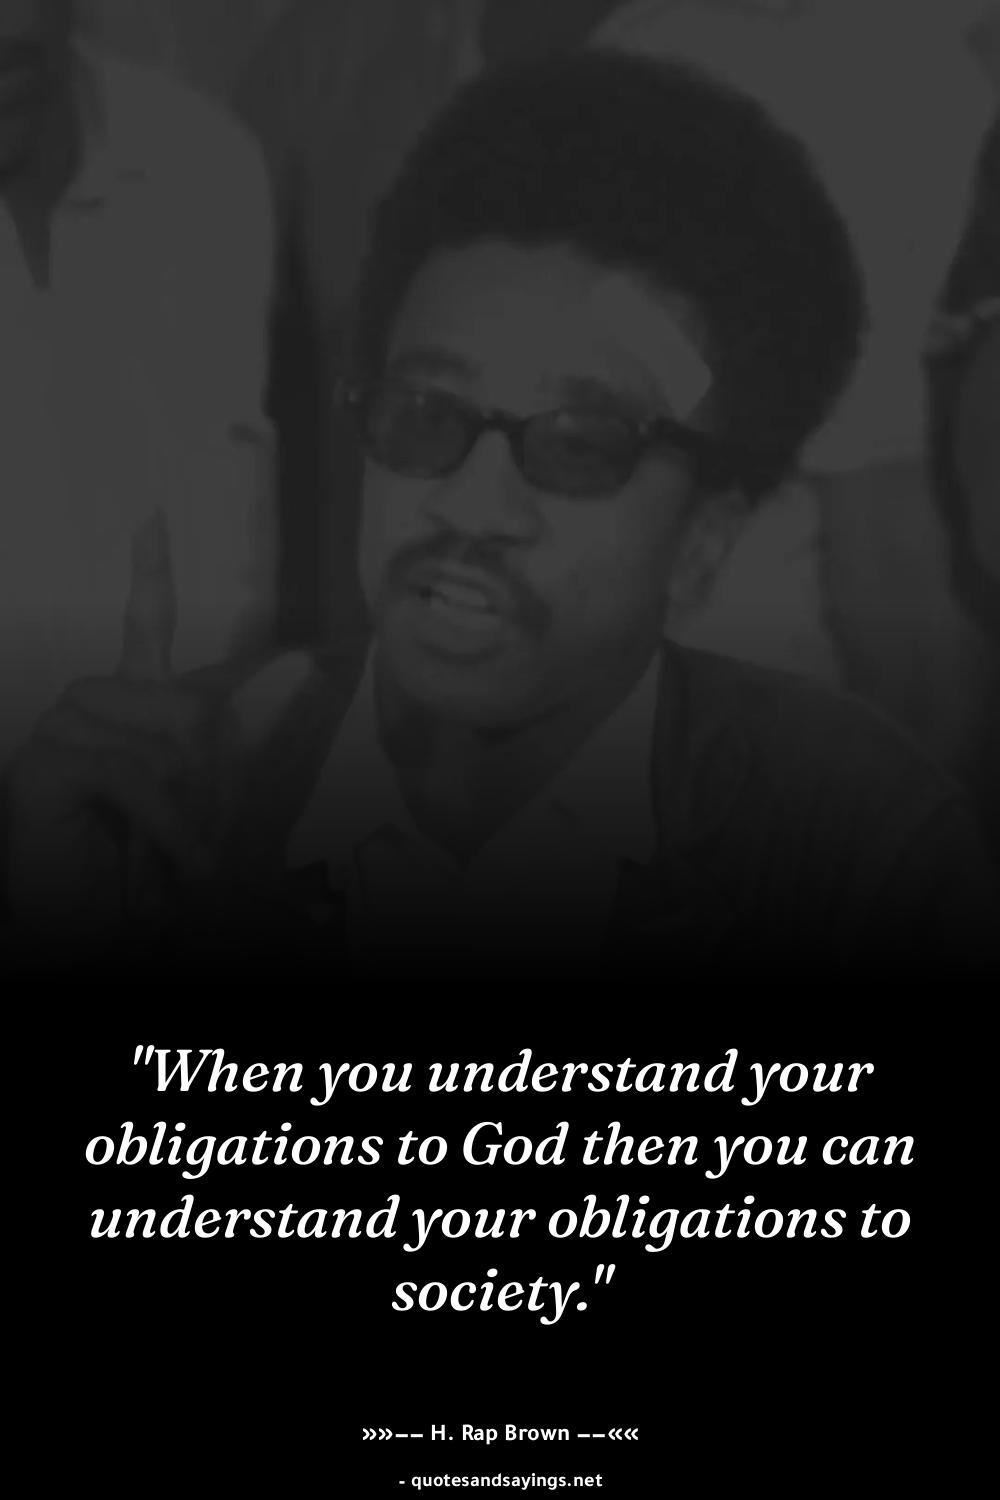 "When you understand your
obligations to God then you can
understand your obligations to
society."
»»−− H. Rap Brown −−««
- quotesandsayings.net